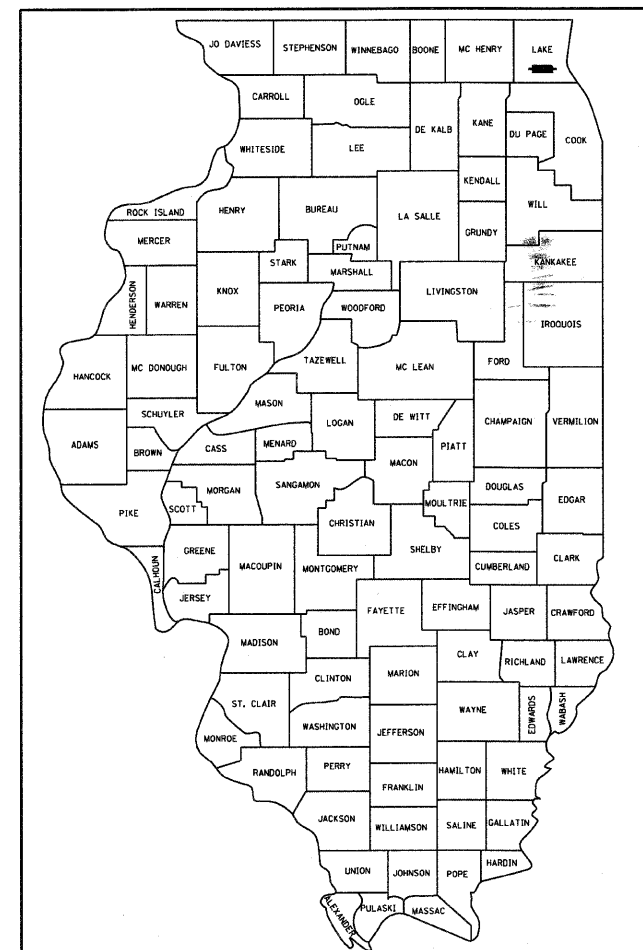 JO DAVIESS STEPHENSON WINNEBAGO BOONE MC HENRY LAKE
CARROLL OGLE DE KALB KANE DU PAGE COOK
WHITESIDE LEE
KENDALL WILL
ROCK ISLAND HENRY BUREAU LA SALLE GRUNDY
MERCER PUTNAM
STARK MARSHALL KANKAKEE
HENDERSON WARREN KNOX PEORIA WOODFORD LIVINGSTON IROQUOIS
HANCOCK MC DONOUGH FULTON TAZEWELL MC LEAN FORD
SCHUYLER MASON LOGAN DE WITT CHAMPAIGN VERMILION
ADAMS BROWN CASS MENARD MACON PIATT
PIKE SCOTT MORGAN SANGAMON CHRISTIAN MOULTRIE DOUGLAS EDGAR
COLES
CALHOUN GREENE MACOUPIN MONTGOMERY SHELBY CUMBERLAND CLARK
JERSEY FAYETTE EFFINGHAM JASPER CRAWFORD
MADISON BOND CLAY RICHLAND LAWRENCE
CLINTON MARION
ST. CLAIR WASHINGTON WAYNE EDWARDS WABASH
MONROE JEFFERSON
RANDOLPH PERRY HAMILTON WHITE
FRANKLIN
JACKSON WILLIAMSON SALINE GALLATIN
UNION JOHNSON POPE HARDIN
ALEXANDER PULASKI MASSAC